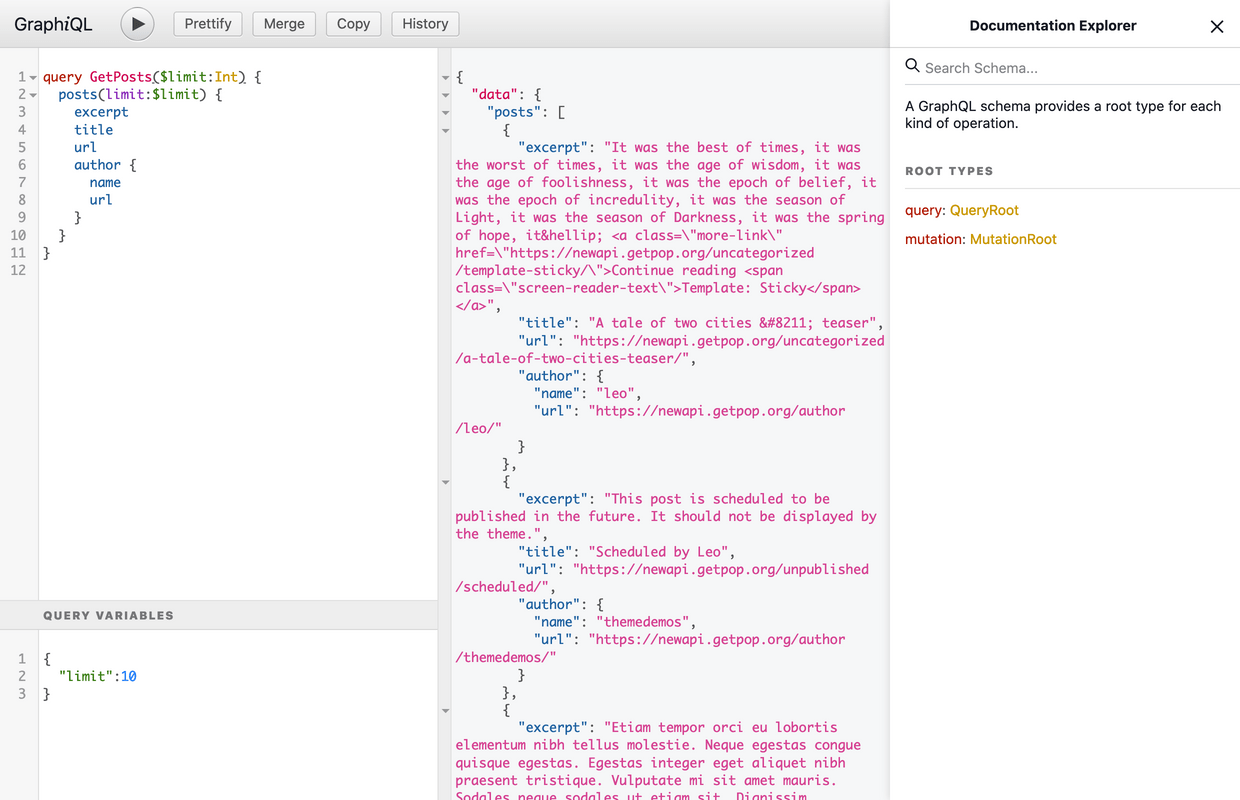 GraphiQL
Prettify
Merge
Copy
History
1 query GetPosts($limit:Int) {
2 posts(limit:$limit) {
3 excerpt
4 title
5 url
6 author {
7 name
8 url
9 }
10 }
11 }
12
QUERY VARIABLES
1 {
2 "limit":10
3 }
{
"data": {
"posts": [
{
"excerpt": "It was the best of times, it was
the worst of times, it was the age of wisdom, it was
the age of foolishness, it was the epoch of belief, it
was the epoch of incredulity, it was the season of
Light, it was the season of Darkness, it was the spring
of hope, it&hellip; <a class=\"more-link\"
href=\"https://newapi.getpop.org/uncategorized
/template-sticky/\">Continue reading <span
class=\"screen-reader-text\">Template: Sticky</span>
</a>",
"title": "A tale of two cities &#8211; teaser",
"url": "https://newapi.getpop.org/uncategorized
/a-tale-of-two-cities-teaser/",
"author": {
"name": "leo",
"url": "https://newapi.getpop.org/author
/leo/"
}
},
{
"excerpt": "This post is scheduled to be
published in the future. It should not be displayed by
the theme.",
"title": "Scheduled by Leo",
"url": "https://newapi.getpop.org/unpublished
/scheduled/",
"author": {
"name": "themedemos",
"url": "https://newapi.getpop.org/author
/themedemos/"
}
},
{
"excerpt": "Etiam tempor orci eu lobortis
elementum nibh tellus molestie. Neque egestas congue
quisque egestas. Egestas integer eget aliquet nibh
praesent tristique. Vulputate mi sit amet mauris.
Sodales neque sodales ut etiam sit. Dignissim
Documentation Explorer
Search Schema...
A GraphQL schema provides a root type for each
kind of operation.
ROOT TYPES
query: QueryRoot
mutation: MutationRoot